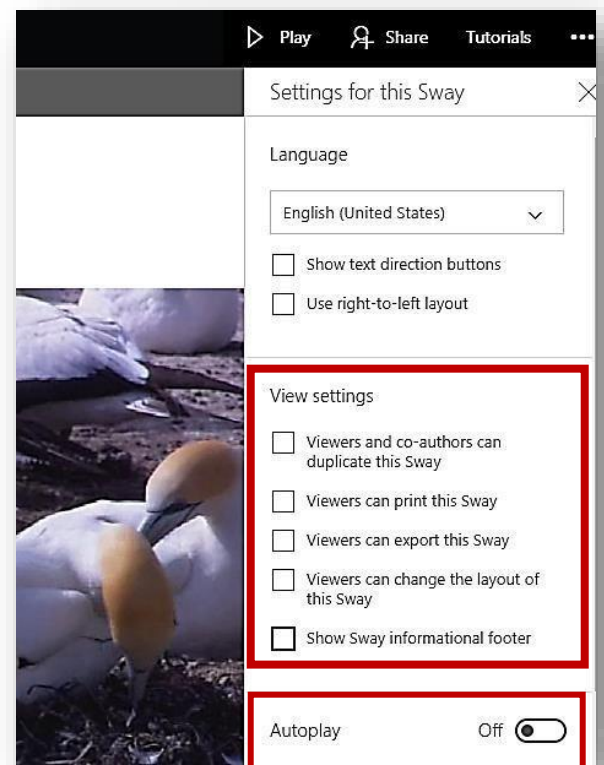 Play Share Tutorials •••
Settings for this Sway
Language
English (United States)
Show text direction buttons
Use right-to-left layout
View settings
Viewers and co-authors can
duplicate this Sway
Viewers can print this Sway
Viewers can export this Sway
Viewers can change the layout of
this Sway
Show Sway informational footer
Autoplay Off